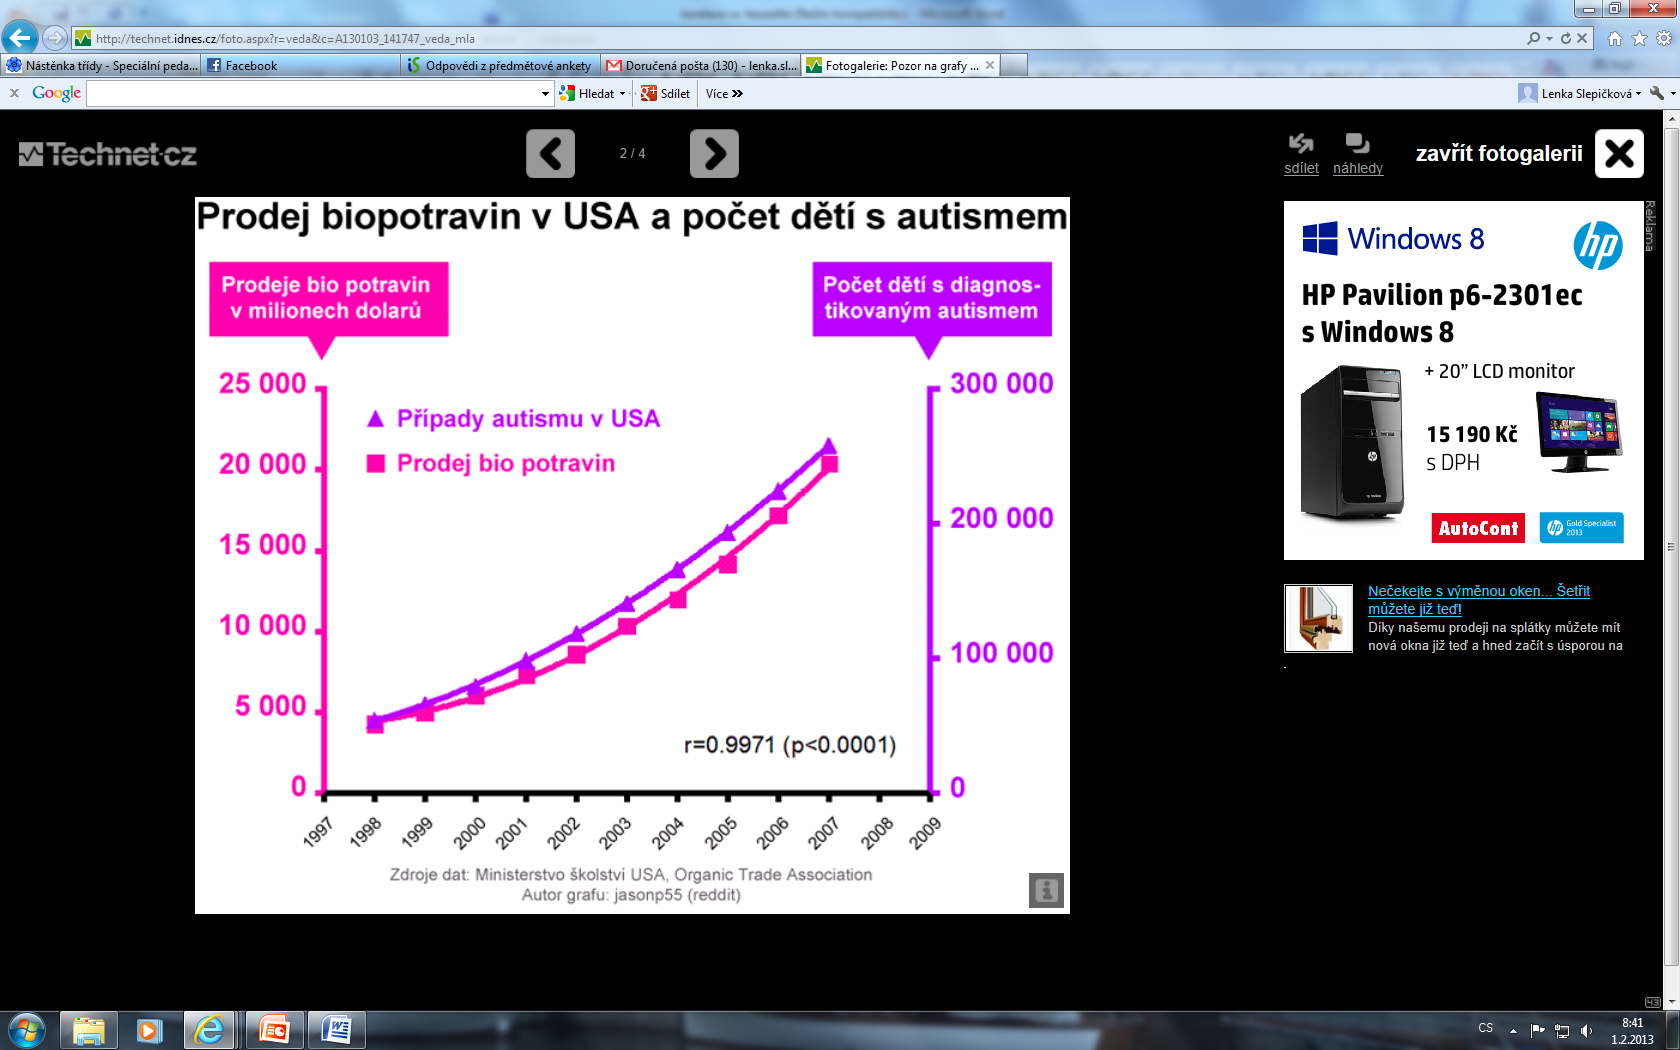 http://technet.idnes.cz/foto.aspx?r=veda&c=A130103_141747_veda_mla
Nástěnka třídy - Speciální peda...
Facebook
Odpovědi z předmětové ankety
Doručená pošta (130) - lenka.sl...
Fotogalerie: Pozor na grafy ...
x Google
Hledat
Sdílet
Více
Lenka Slepičková
Technet.cz
2 / 4
sdílet
náhledy
zavřít fotogalerii
Prodej biopotravin v USA a počet dětí s autismem
Prodeje bio potravin
v milionech dolarů
Počet dětí s diagnos-
tikovaným autismem
25 000
20 000
15 000
10 000
5 000
0
Případy autismu v USA
Prodej bio potravin
300 000
200 000
100 000
0
r=0.9971 (p<0.0001)
1997 1998 1999 2000 2001 2002 2003 2004 2005 2006 2007 2008 2009
Zdroje dat: Ministerstvo školství USA, Organic Trade Association
Autor grafu: jasonp55 (reddit)
Reklama
Windows 8
hp
HP Pavilion p6-2301ec
s Windows 8
+ 20” LCD monitor
15 190 Kč
s DPH
AutoCont
hp Gold Specialist
2013
Nečekejte s výměnou oken... Šetřit
můžete již teď!
Díky našemu prodeji na splátky můžete mít
nová okna již teď a hned začít s úsporou na
.
CS
8:41
1.2.2013